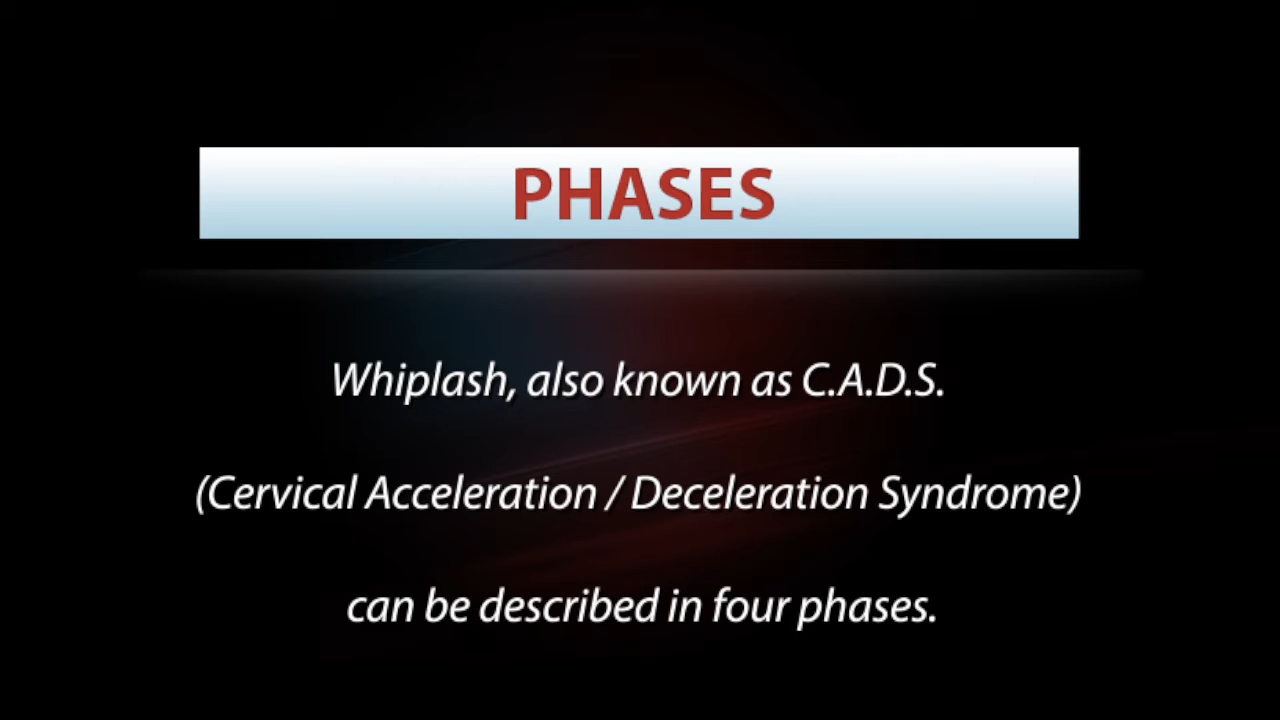 PHASES
Whiplash, also known as C.A.D.S.
(Cervical Acceleration / Deceleration Syndrome)
can be described in four phases.